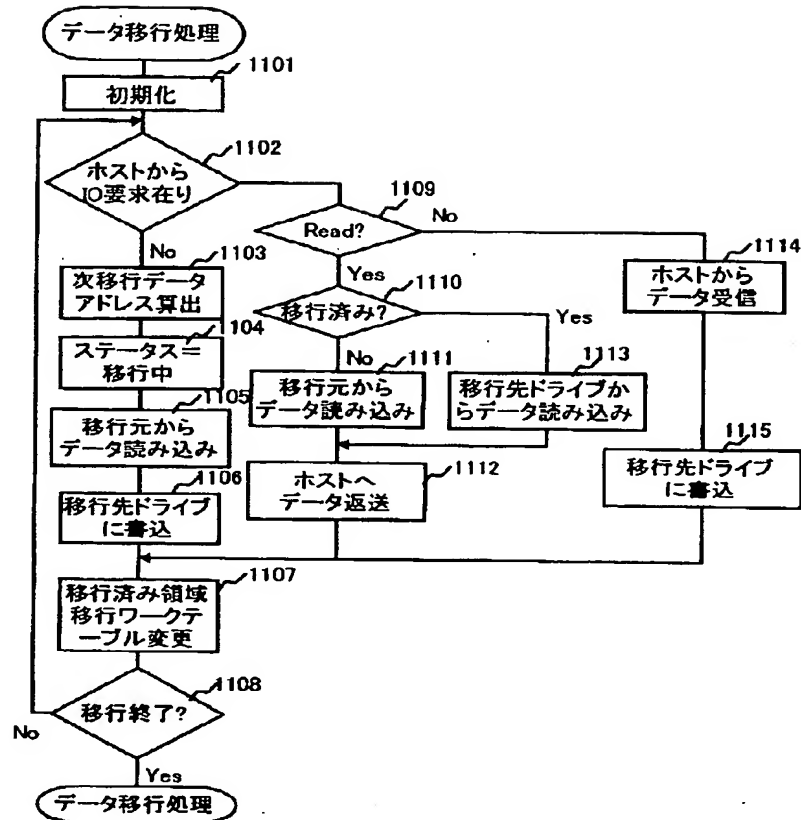 データ移行処理
1101
初期化
1102
ホストから
IO要求在り
No
1103
次移行データ
アドレス算出
1104
ステータス=
移行中
1105
移行元から
データ読み込み
1106
移行先ドライブ
に書込
1107
移行済み領域
移行ワークテ
ーブル変更
1108
移行終了?
No
Yes
データ移行処理
1109
Read?
No
Yes
1110
移行済み?
Yes
No
1111
移行元から
データ読み込み
1113
移行先ドライブか
らデータ読み込み
1112
ホストへ
データ返送
1114
ホストから
データ受信
1115
移行先ドライブ
に書込